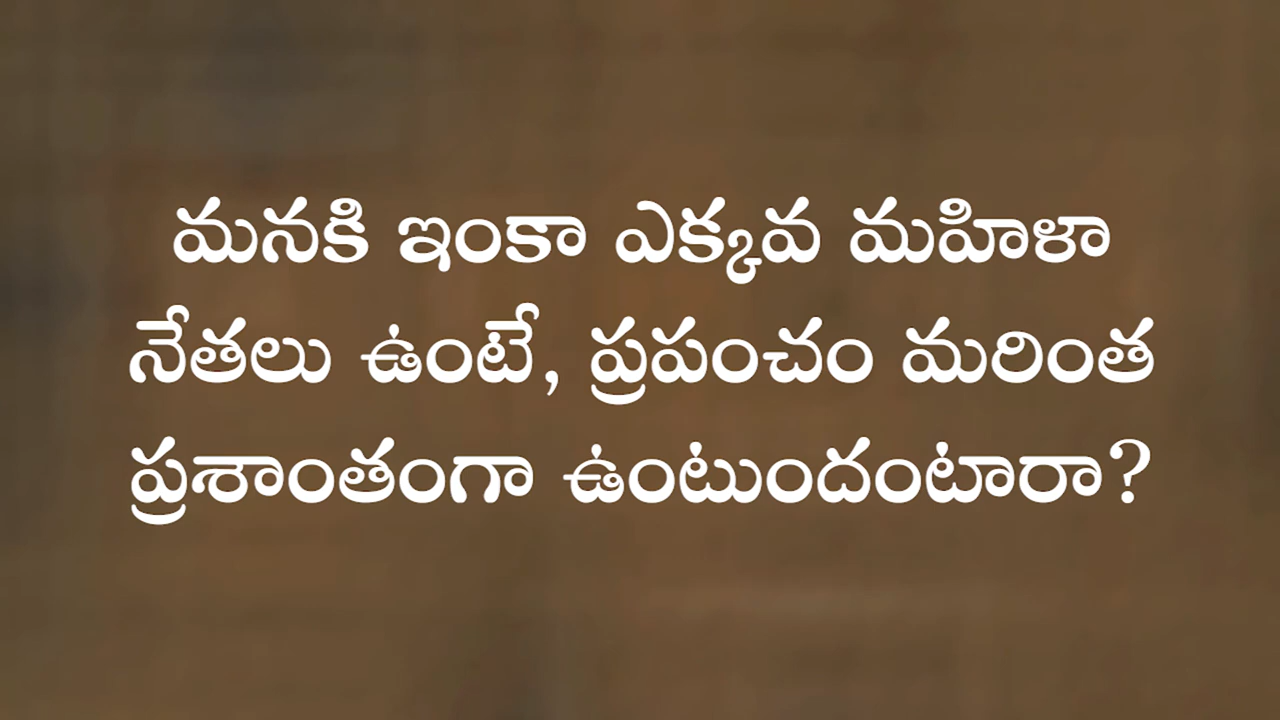 మనకి ఇంకా ఎక్కవ మహిళా
నేతలు ఉంటే, ప్రపంచం మరింత
ప్రశాంతంగా ఉంటుందంటారా?